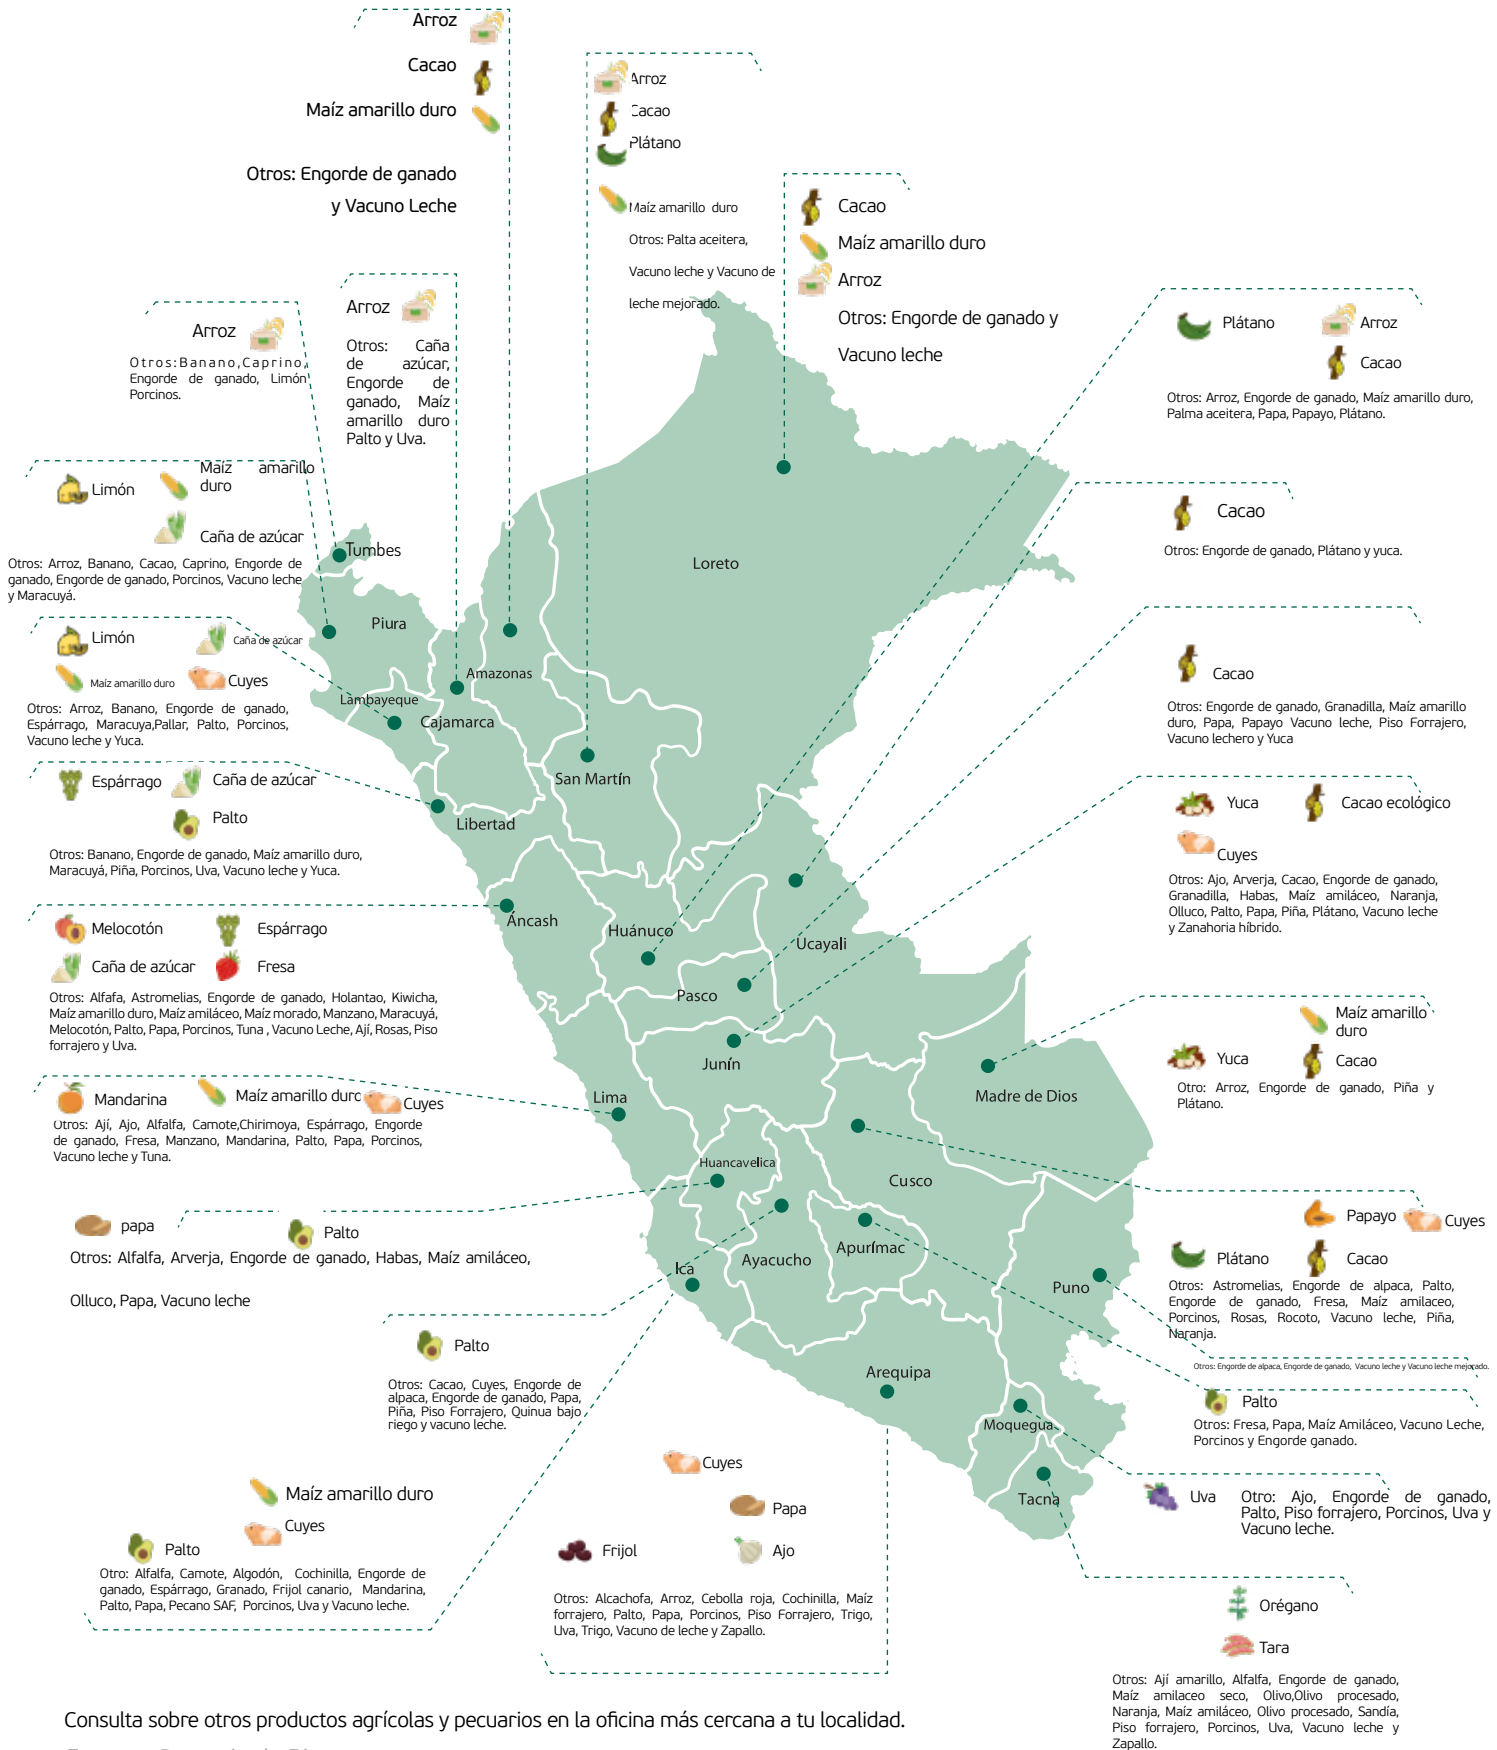 Arroz
Cacao
Maíz amarillo duro
Otros: Engorde de ganado
y Vacuno Leche
Arroz
Cacao
Plátano
Maíz amarillo duro
Otros: Palta aceitera,
Vacuno leche y Vacuno de
leche mejorado.
Cacao
Maíz amarillo duro
Arroz
Otros: Engorde de ganado y
Vacuno leche
Arroz
Otros:Banano,Caprino,
Engorde de ganado, Limón
Porcinos.
Arroz
Otros: Caña
de azúcar,
Engorde de
ganado, Maíz
amarillo duro
Palto y Uva.
Plátano
Arroz
Cacao
Otros: Arroz, Engorde de ganado, Maíz amarillo duro,
Palma aceitera, Papa, Papayo, Plátano.
Limón
Maíz amarillo
duro
Caña de azúcar
Otros: Arroz, Banano, Cacao, Caprino, Engorde de
ganado, Engorde de ganado, Porcinos, Vacuno leche
y Maracuyá.
Cacao
Otros: Engorde de ganado, Plátano y yuca.
Limón
Caña de azúcar
Maíz amarillo duro
Cuyes
Otros: Arroz, Banano, Engorde de ganado,
Espárrago, Maracuya,Pallar, Palto, Porcinos,
Vacuno leche y Yuca.
Cacao
Otros: Engorde de ganado, Granadilla, Maíz amarillo
duro, Papa, Papayo Vacuno leche, Piso Forrajero,
Vacuno lechero y Yuca
Espárrago
Caña de azúcar
Palto
Otros: Banano, Engorde de ganado, Maíz amarillo duro,
Maracuyá, Piña, Porcinos, Uva, Vacuno leche y Yuca.
Yuca
Cacao ecológico
Cuyes
Otros: Ajo, Arverja, Cacao, Engorde de ganado,
Granadilla, Habas, Maíz amiláceo, Naranja,
Olluco, Palto, Papa, Piña, Plátano, Vacuno leche
y Zanahoria híbrido.
Melocotón
Espárrago
Caña de azúcar
Fresa
Otros: Alfafa, Astromelias, Engorde de ganado, Holantao, Kiwicha,
Maíz amarillo duro, Maíz amiláceo, Maíz morado, Manzano, Maracuyá,
Melocotón, Palto, Papa, Porcinos, Tuna , Vacuno Leche, Ají, Rosas, Piso
forrajero y Uva.
Maíz amarillo
duro
Yuca
Cacao
Otro: Arroz, Engorde de ganado, Piña y
Plátano.
Mandarina
Maíz amarillo duro
Cuyes
Otros: Ají, Ajo, Alfalfa, Camote,Chirimoya, Espárrago, Engorde
de ganado, Fresa, Manzano, Mandarina, Palto, Papa, Porcinos,
Vacuno leche y Tuna.
papa
Palto
Otros: Alfalfa, Arverja, Engorde de ganado, Habas, Maíz amiláceo,
Olluco, Papa, Vacuno leche
Papayo
Cuyes
Plátano
Cacao
Otros: Astromelias, Engorde de alpaca, Palto,
Engorde de ganado, Fresa, Maíz amilaceo,
Porcinos, Rosas, Rocoto, Vacuno leche, Piña,
Naranja.
Otros: Engorde de alpaca, Engorde de ganado, Vacuno leche y Vacuno leche mejorado.
Palto
Otros: Cacao, Cuyes, Engorde de
alpaca, Engorde de ganado, Papa,
Piña, Piso Forrajero, Quinua bajo
riego y vacuno leche.
Palto
Otros: Fresa, Papa, Maíz Amiláceo, Vacuno Leche,
Porcinos y Engorde ganado.
Maíz amarillo duro
Cuyes
Palto
Otro: Alfalfa, Camote, Algodón, Cochinilla, Engorde de
ganado, Espárrago, Granado, Frijol canario, Mandarina,
Palto, Papa, Pecano SAF, Porcinos, Uva y Vacuno leche.
Cuyes
Papa
Frijol
Ajo
Otros: Alcachofa, Arroz, Cebolla roja, Cochinilla, Maíz
forrajero, Palto, Papa, Porcinos, Piso Forrajero, Trigo,
Uva, Trigo, Vacuno de leche y Zapallo.
Uva
Otro: Ajo, Engorde de ganado,
Palto, Piso forrajero, Porcinos, Uva y
Vacuno leche.
Orégano
Tara
Otros: Ají amarillo, Alfalfa, Engorde de ganado,
Maíz amilaceo seco, Olivo,Olivo procesado,
Naranja, Maíz amiláceo, Olivo procesado, Sandía,
Piso forrajero, Porcinos, Uva, Vacuno leche y
Zapallo.
Tumbes
Piura
Loreto
Amazonas
Lambayeque
Cajamarca
San Martín
Libertad
Áncash
Huánuco
Ucayali
Pasco
Junín
Lima
Madre de Dios
Huancavelica
Cusco
Ayacucho
Apurímac
Ica
Puno
Arequipa
Moquegua
Tacna
Consulta sobre otros productos agrícolas y pecuarios en la oficina más cercana a tu localidad.